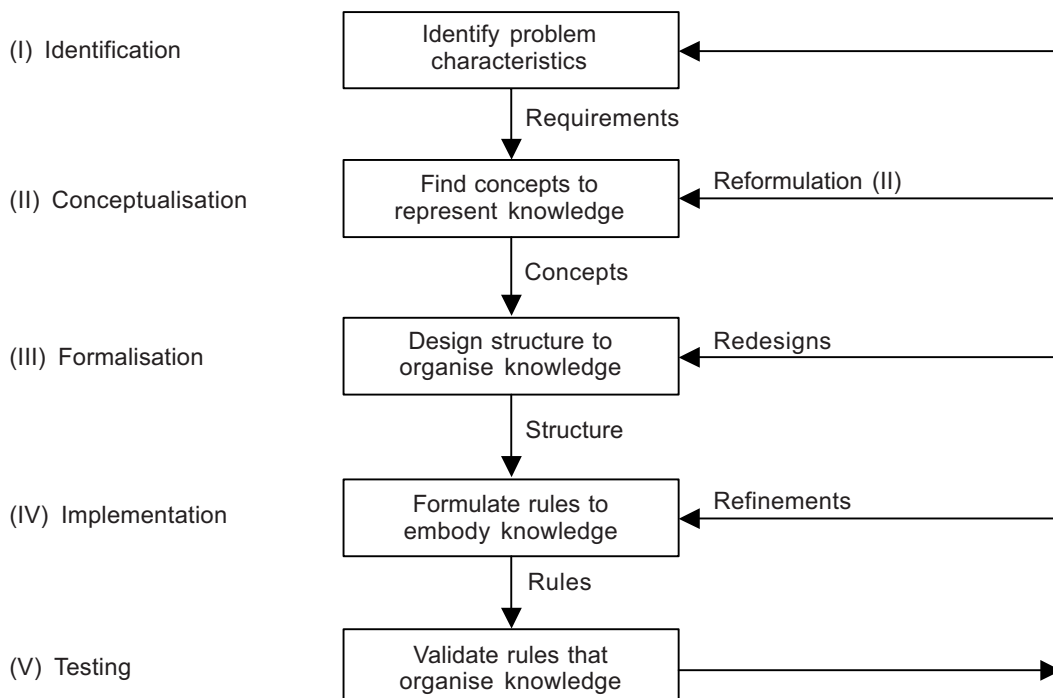 (I) Identification
Identify problem
characteristics
Requirements
(II) Conceptualisation
Find concepts to
represent knowledge
Reformulation (II)
Concepts
(III) Formalisation
Design structure to
organise knowledge
Redesigns
Structure
(IV) Implementation
Formulate rules to
embody knowledge
Refinements
Rules
(V) Testing
Validate rules that
organise knowledge